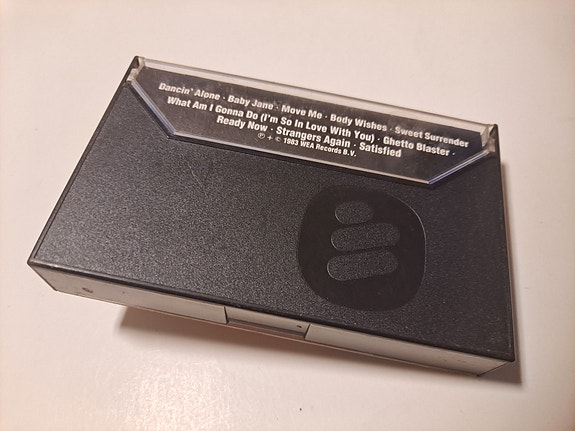 Dancin' Alone · Baby Jane · Move Me · Body Wishes · Sweet Surrender
What Am I Gonna Do (I'm So In Love With You) · Ghetto Blaster ·
Ready Now · Strangers Again · Satisfied
℗ + © 1983 WEA Records B.V.